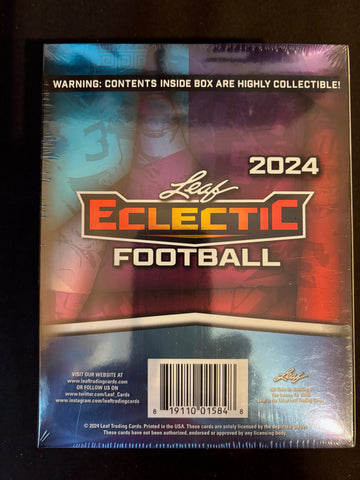 WARNING: CONTENTS INSIDE BOX ARE HIGHLY COLLECTIBLE!
2024
Leaf
ECLECTIC
FOOTBALL
VISIT OUR WEBSITE AT
www.leaftradingcards.com
OR FOLLOW US ON
www.twitter.com/Leaf_Cards
www.instagram.com/leaftradingcards
Leaf
6 19110 01584 8
© 2024 Leaf Trading Cards. Printed in the USA. These cards are solely licensed by the depicted player.
These cards have not been authorized, endorsed or approved by any licensing body.